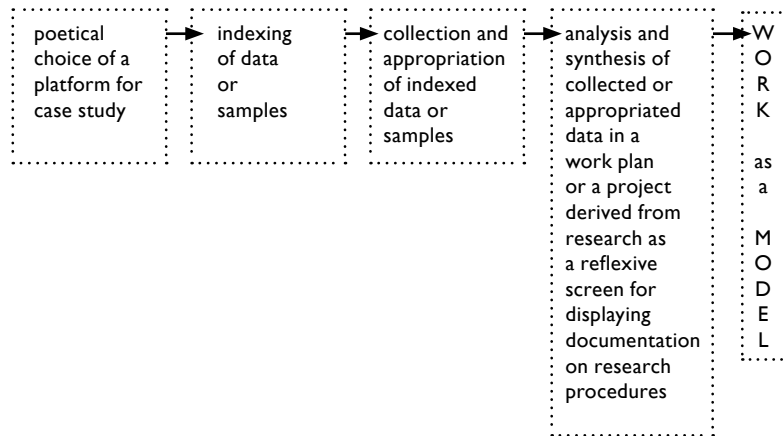 poetical
choice of a
platform for
case study
indexing
of data
or
samples
collection and
appropriation
of indexed
data or
samples
analysis and
synthesis of
collected or
appropriated
data in a
work plan
or a project
derived from
research as
a reflexive
screen for
displaying
documentation
on research
procedures
W
O
R
K
as
a
M
O
D
E
L